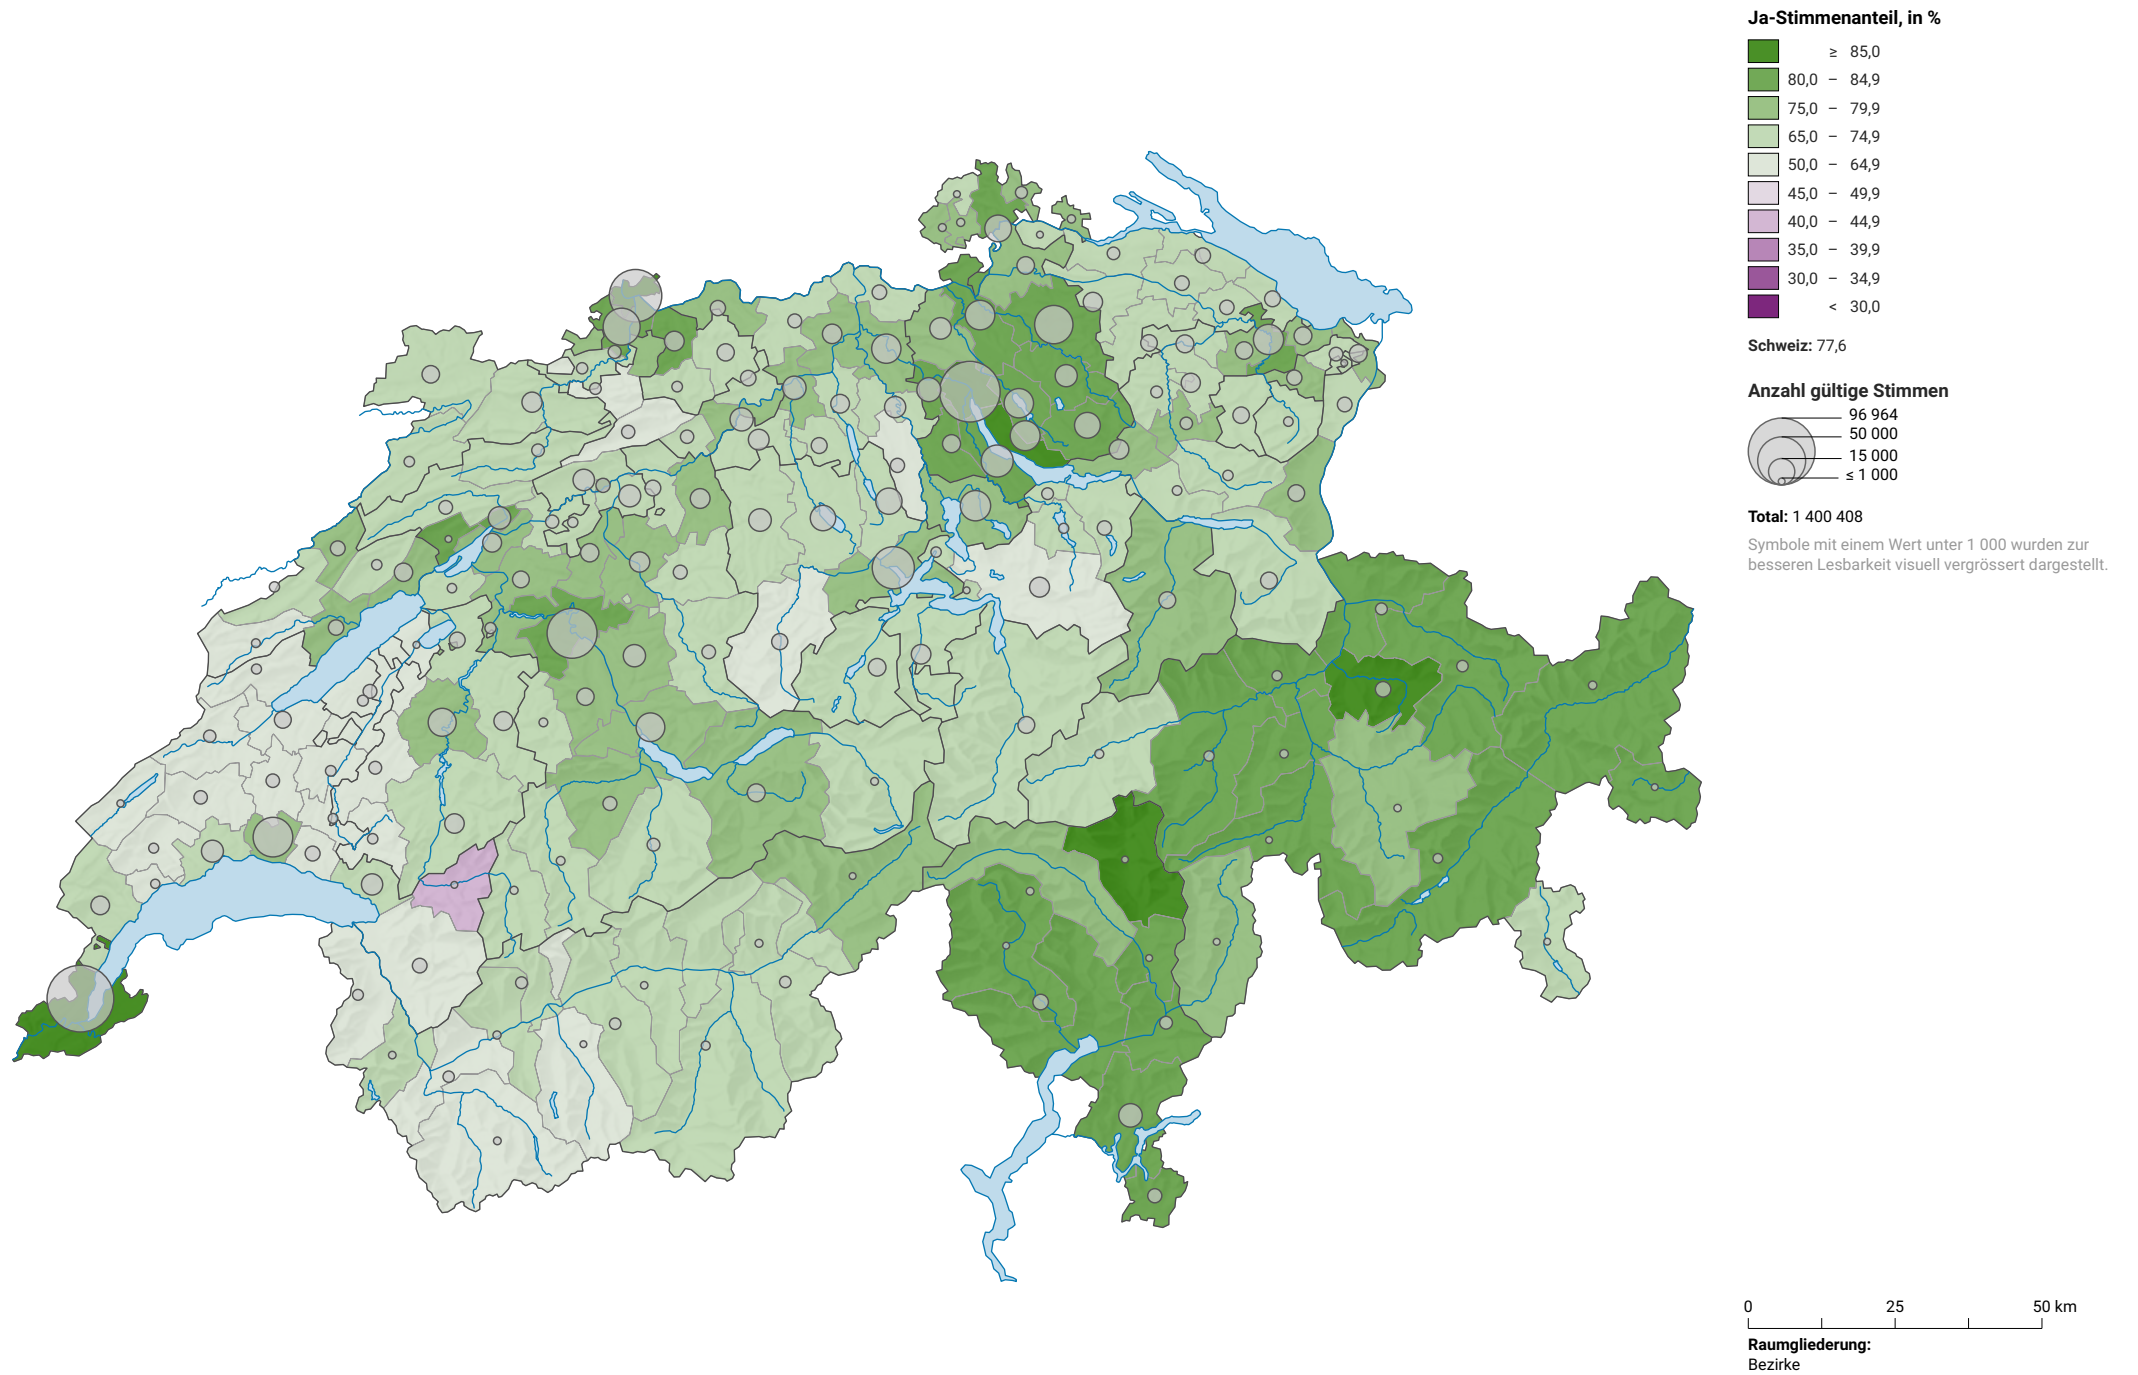 Ja-Stimmenanteil, in %
≥ 85,0
80,0 – 84,9
75,0 – 79,9
65,0 – 74,9
50,0 – 64,9
45,0 – 49,9
40,0 – 44,9
35,0 – 39,9
30,0 – 34,9
< 30,0
Schweiz: 77,6
Anzahl gültige Stimmen
96 964
50 000
15 000
≤ 1 000
Total: 1 400 408
Symbole mit einem Wert unter 1 000 wurden zur
besseren Lesbarkeit visuell vergrössert dargestellt.
0 25 50 km
Raumgliederung:
Bezirke